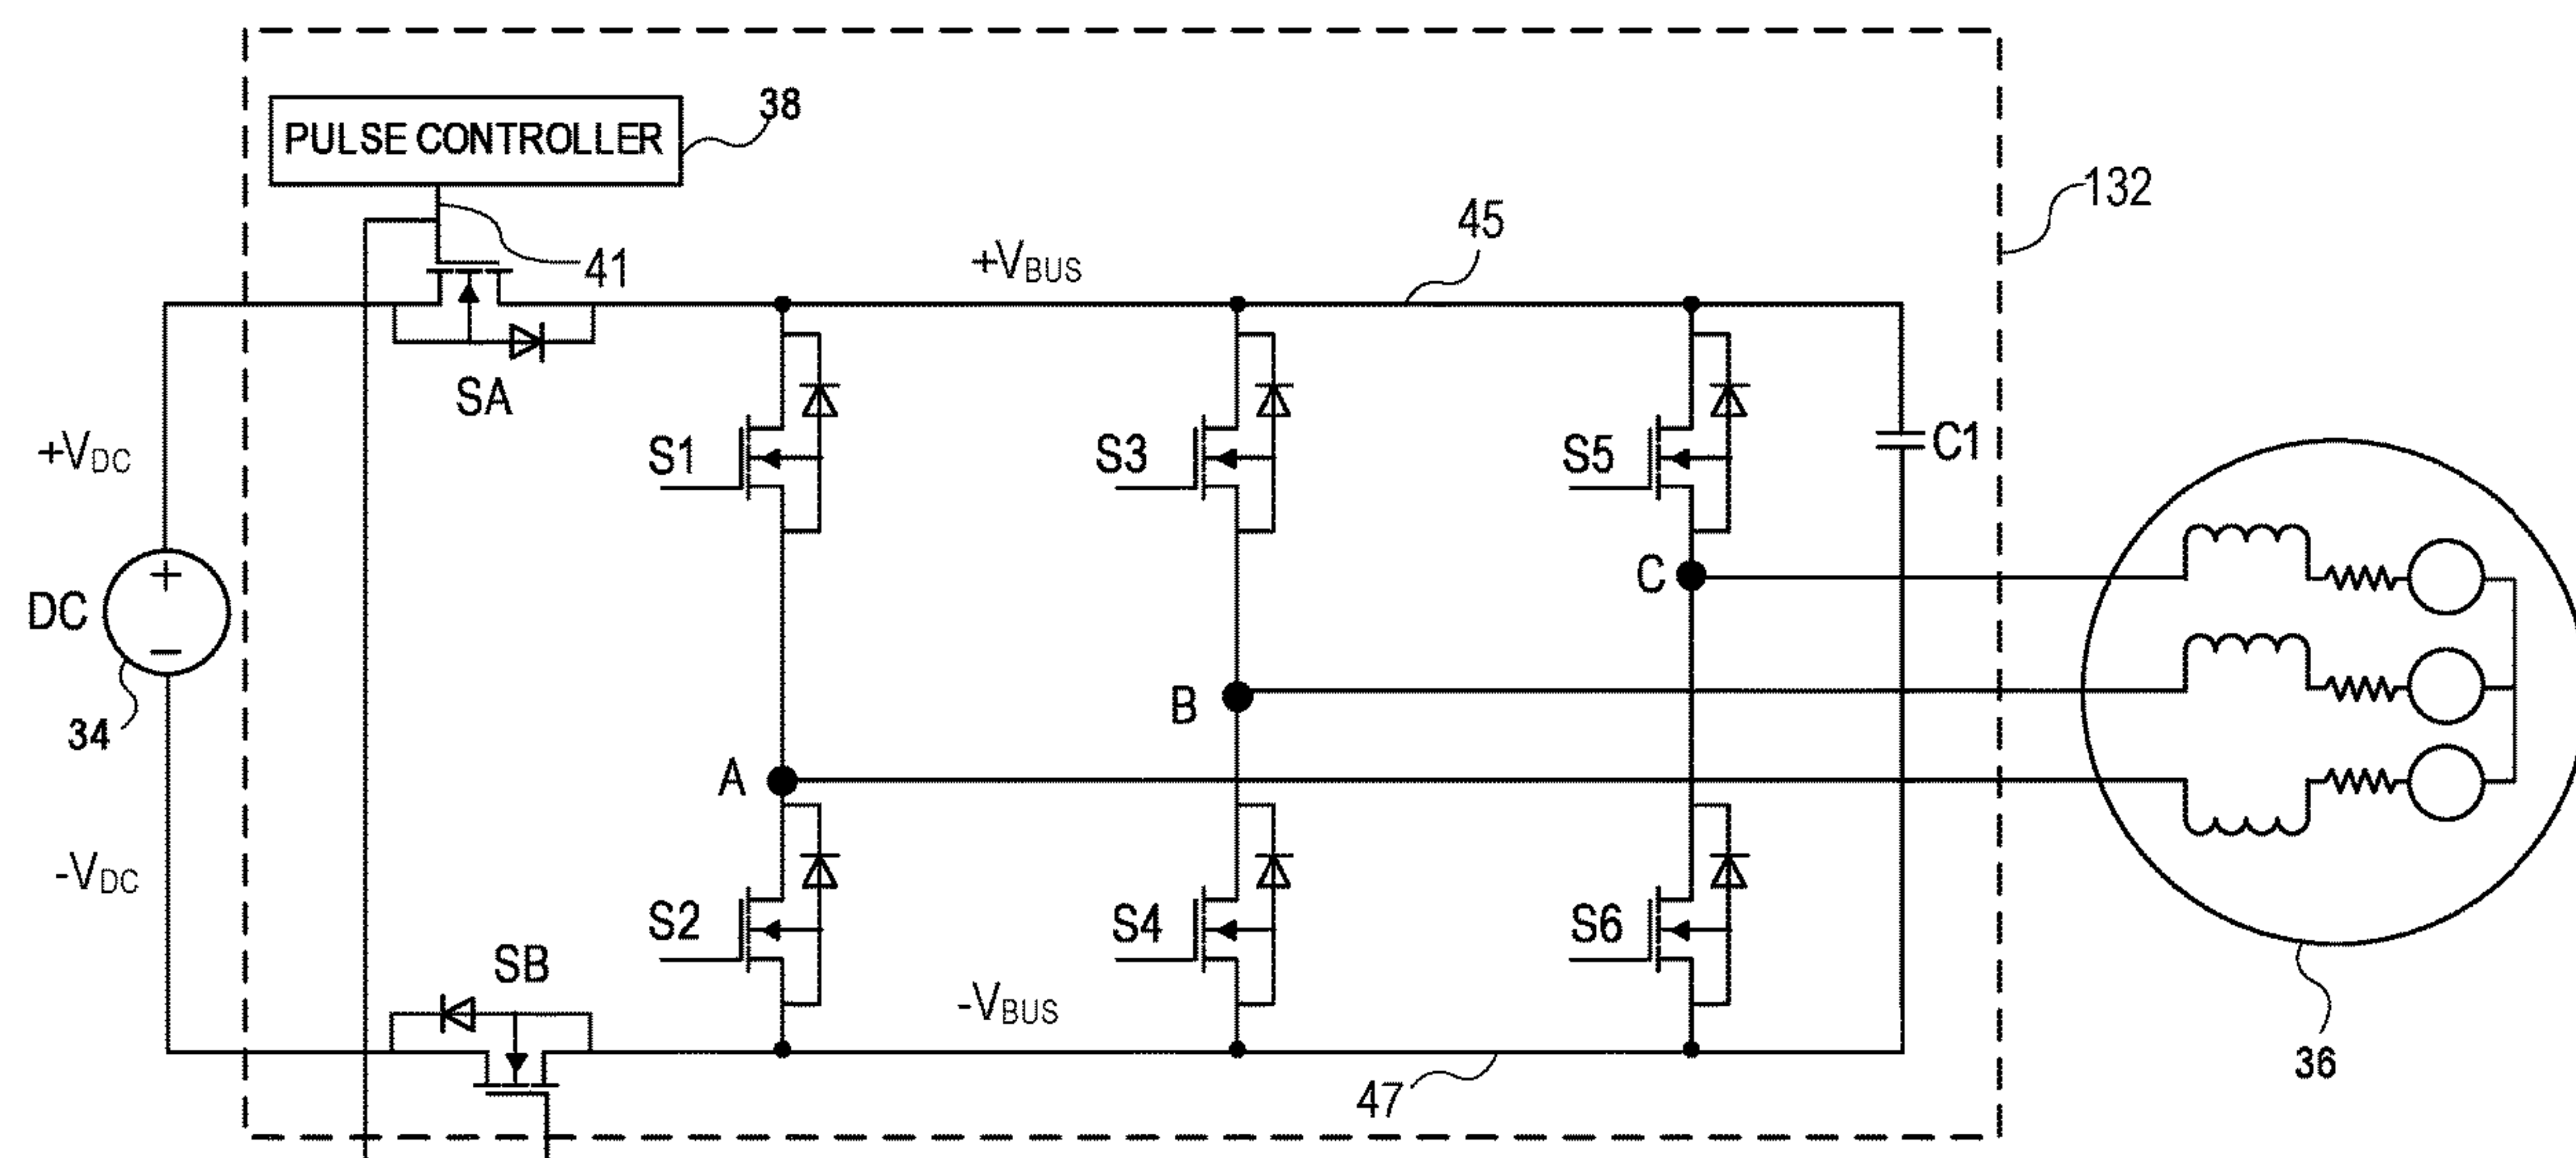 38
PULSE CONTROLLER
132
45
+VBUS
41
SA
+VDC
S1
S3
S5
C1
+
DC
C
−
B
34
A
-VDC
S2
S4
S6
SB
-VBUS
36
47